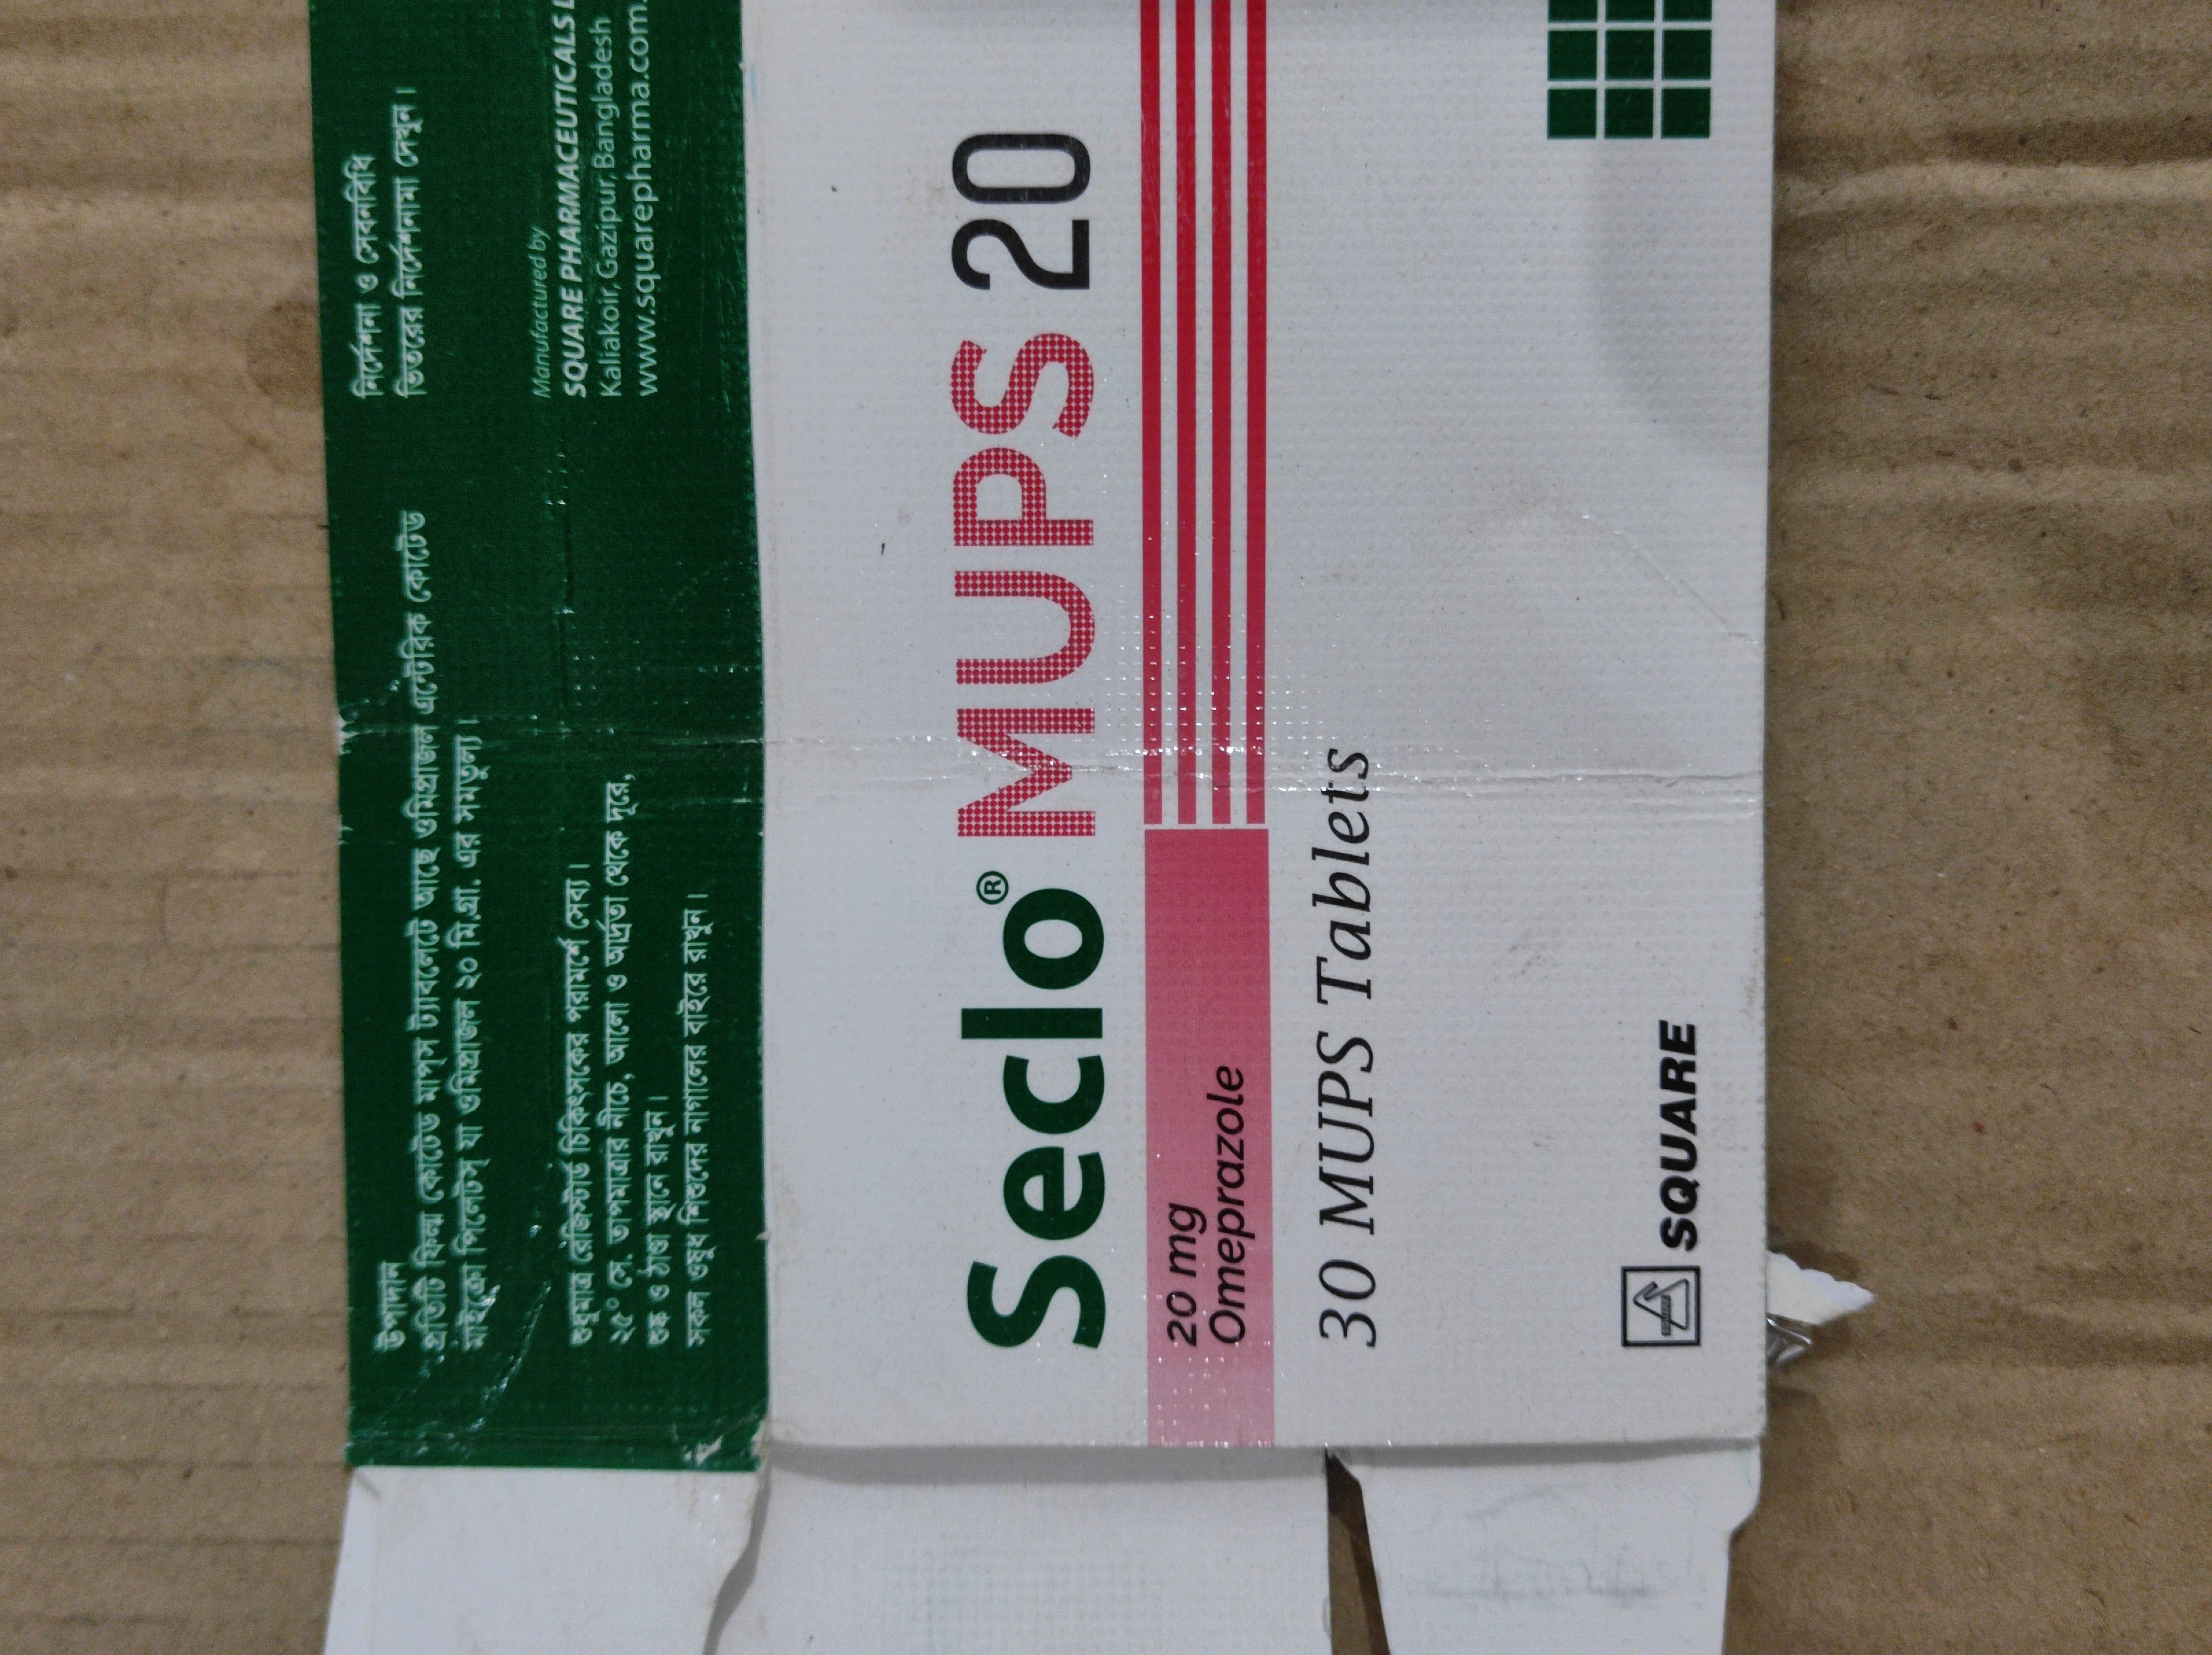 উপাদান
প্রতিটি ফিল্ম কোটেড মাপ্‌স ট্যাবলেটে আছে ওমিপ্রাজল এন্টেরিক কোটেড
মাইক্রো পিলেটস্ যা ওমিপ্রাজল ২০ মি.গ্রা. এর সমতুল্য।
শুধুমাত্র রেজিস্টার্ড চিকিৎসকের পরামর্শে সেব্য।
২৫° সে. তাপমাত্রার নীচে, আলো ও আর্দ্রতা থেকে দূরে,
শুষ্ক ও ঠাণ্ডা স্থানে রাখুন।
সকল ওষুধ শিশুদের নাগালের বাইরে রাখুন।
নির্দেশনা ও সেবনবিধি
ভিতরের নির্দেশনামা দেখুন।
Manufactured by
SQUARE PHARMACEUTICALS L
Kaliakoir, Gazipur, Bangladesh
www.squarepharma.com.
Seclo® MUPS 20
20 mg
Omeprazole
30 MUPS Tablets
SQUARE
SQUARE